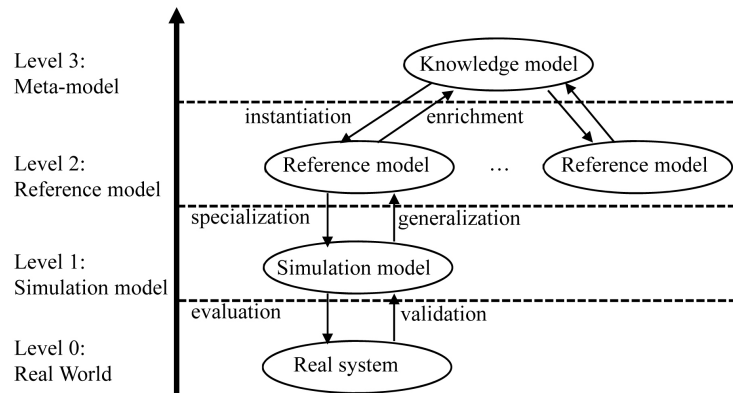 Level 3:
Meta-model
Knowledge model
instantiation
enrichment
Level 2:
Reference model
Reference model
...
Reference model
specialization
generalization
Level 1:
Simulation model
Simulation model
evaluation
validation
Level 0:
Real World
Real system